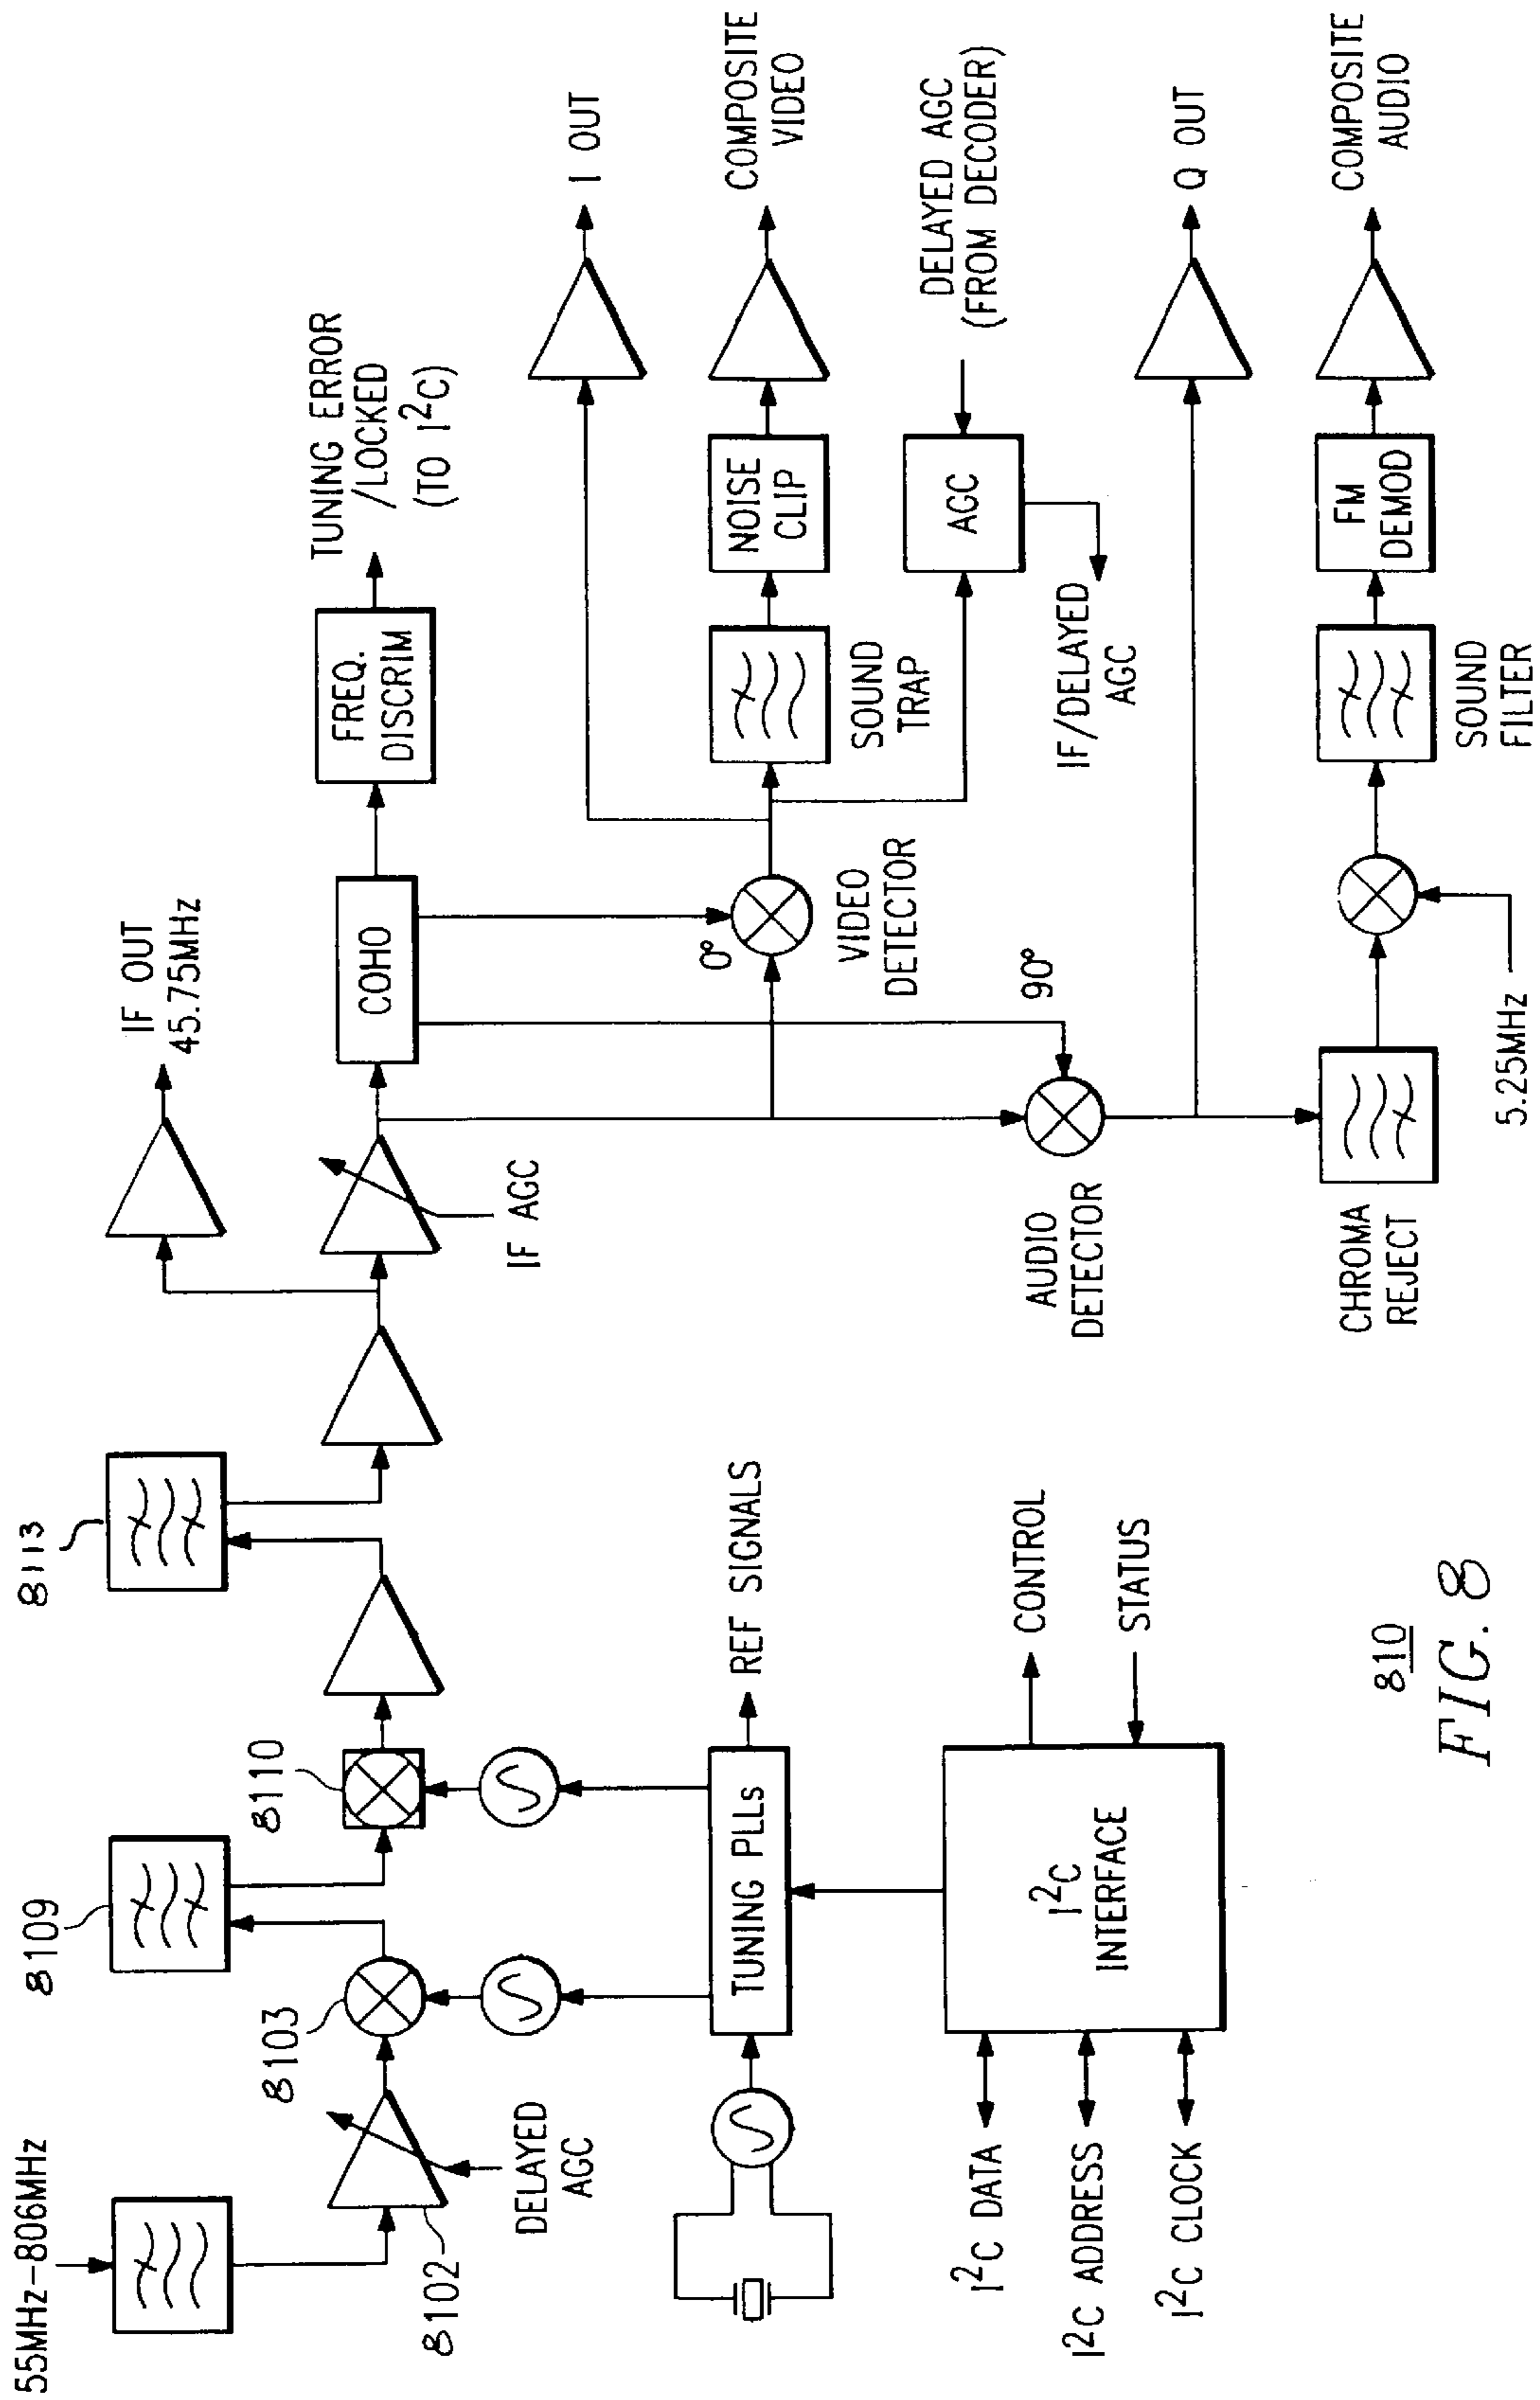 55MHz-806MHz
8102
DELAYED
AGC
8103
8109
8110
8113
IF OUT
45.75MHz
IF AGC
COHO
FREQ.
DISCRIM
TUNING ERROR
/LOCKED
(TO I²C)
I OUT
0°
VIDEO
DETECTOR
SOUND
TRAP
NOISE
CLIP
COMPOSITE
VIDEO
AGC
DELAYED AGC
(FROM DECODER)
IF/DELAYED
AGC
90°
AUDIO
DETECTOR
Q OUT
CHROMA
REJECT
5.25MHz
SOUND
FILTER
FM
DEMOD
COMPOSITE
AUDIO
TUNING PLLs
REF SIGNALS
I²C
INTERFACE
I²C DATA
I²C ADDRESS
I²C CLOCK
CONTROL
STATUS
810
FIG. 8